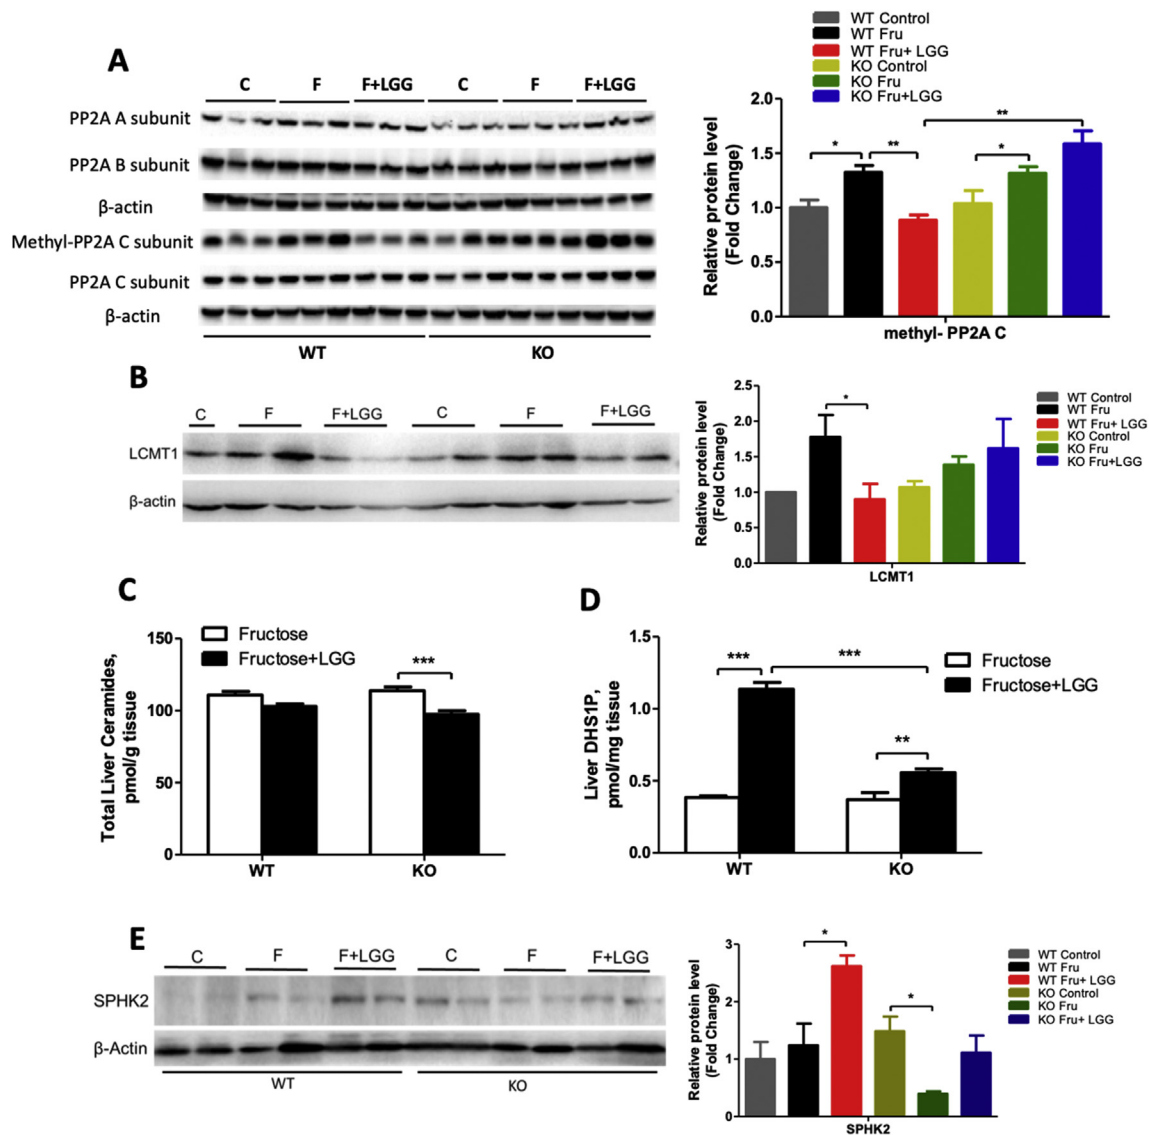 A
C F F+LGG C F F+LGG
PP2A A subunit
PP2A B subunit
β-actin
Methyl-PP2A C subunit
PP2A C subunit
β-actin
WT KO
WT Control
WT Fru
WT Fru+ LGG
KO Control
KO Fru
KO Fru+LGG
Relative protein level
(Fold Change)
2.0
1.5
1.0
0.5
0.0
* ** * **
methyl- PP2A C
B
C F F+LGG C F F+LGG
LCMT1
β-actin
Relative protein level
(Fold Change)
2.5
2.0
1.5
1.0
0.5
0.0
*
LCMT1
WT Control
WT Fru
WT Fru+ LGG
KO Control
KO Fru
KO Fru+LGG
C
Total Liver Ceramides,
pmol/g tissue
150
100
50
0
Fructose
Fructose+LGG
***
WT KO
D
Liver DHS1P,
pmol/mg tissue
1.5
1.0
0.5
0.0
*** *** **
Fructose
Fructose+LGG
WT KO
E
C F F+LGG C F F+LGG
SPHK2
β-Actin
WT KO
Relative protein level
(Fold Change)
3
2
1
0
* *
SPHK2
WT Control
WT Fru
WT Fru+ LGG
KO Control
KO Fru
KO Fru+ LGG